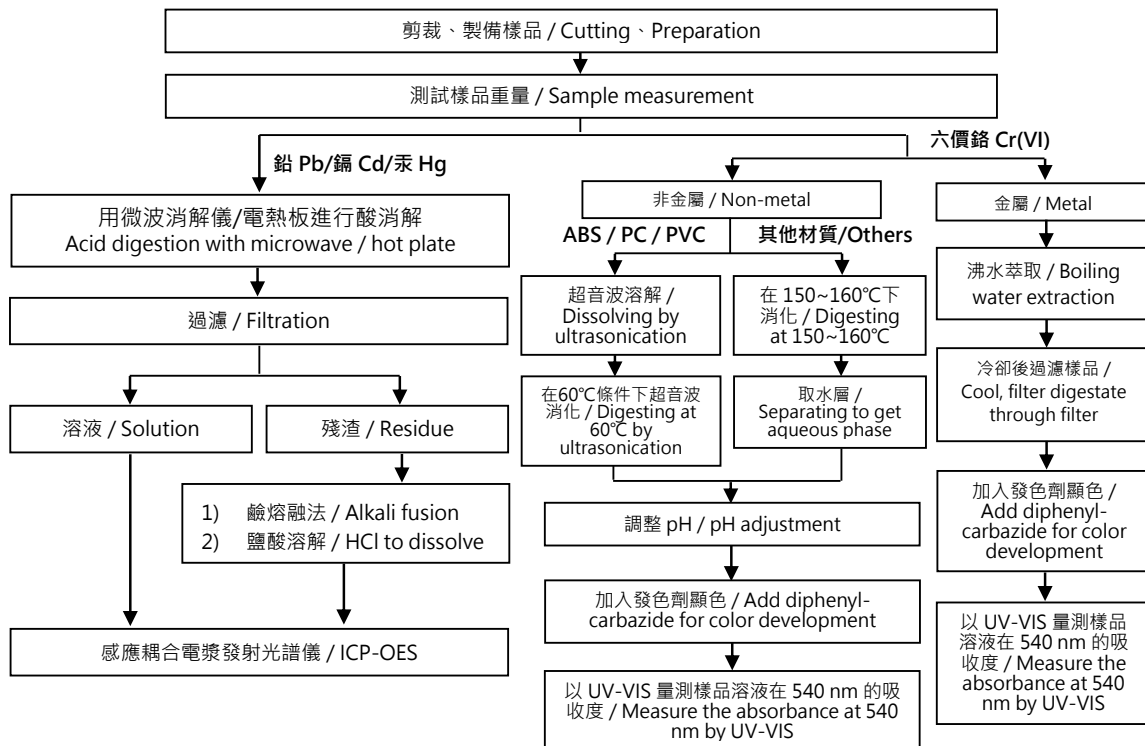 剪裁、製備樣品 / Cutting、Preparation
測試樣品重量 / Sample measurement
鉛 Pb/鎘 Cd/汞 Hg
用微波消解儀/電熱板進行酸消解
Acid digestion with microwave / hot plate
過濾 / Filtration
溶液 / Solution
殘渣 / Residue
1) 鹼熔融法 / Alkali fusion
2) 鹽酸溶解 / HCl to dissolve
感應耦合電漿發射光譜儀 / ICP-OES
六價鉻 Cr(VI)
非金屬 / Non-metal
ABS / PC / PVC
超音波溶解 /
Dissolving by
ultrasonication
在60℃條件下超音波
消化 / Digesting at
60℃ by
ultrasonication
其他材質/Others
在 150~160℃下
消化 / Digesting
at 150~160℃
取水層 /
Separating to get
aqueous phase
調整 pH / pH adjustment
加入發色劑顯色 / Add diphenyl-
carbazide for color development
以 UV-VIS 量測樣品溶液在 540 nm 的吸
收度 / Measure the absorbance at 540
nm by UV-VIS
金屬 / Metal
沸水萃取 / Boiling
water extraction
冷卻後過濾樣品 /
Cool, filter digestate
through filter
加入發色劑顯色 /
Add diphenyl-
carbazide for color
development
以 UV-VIS 量測樣品
溶液在 540 nm 的吸
收度 / Measure the
absorbance at 540
nm by UV-VIS